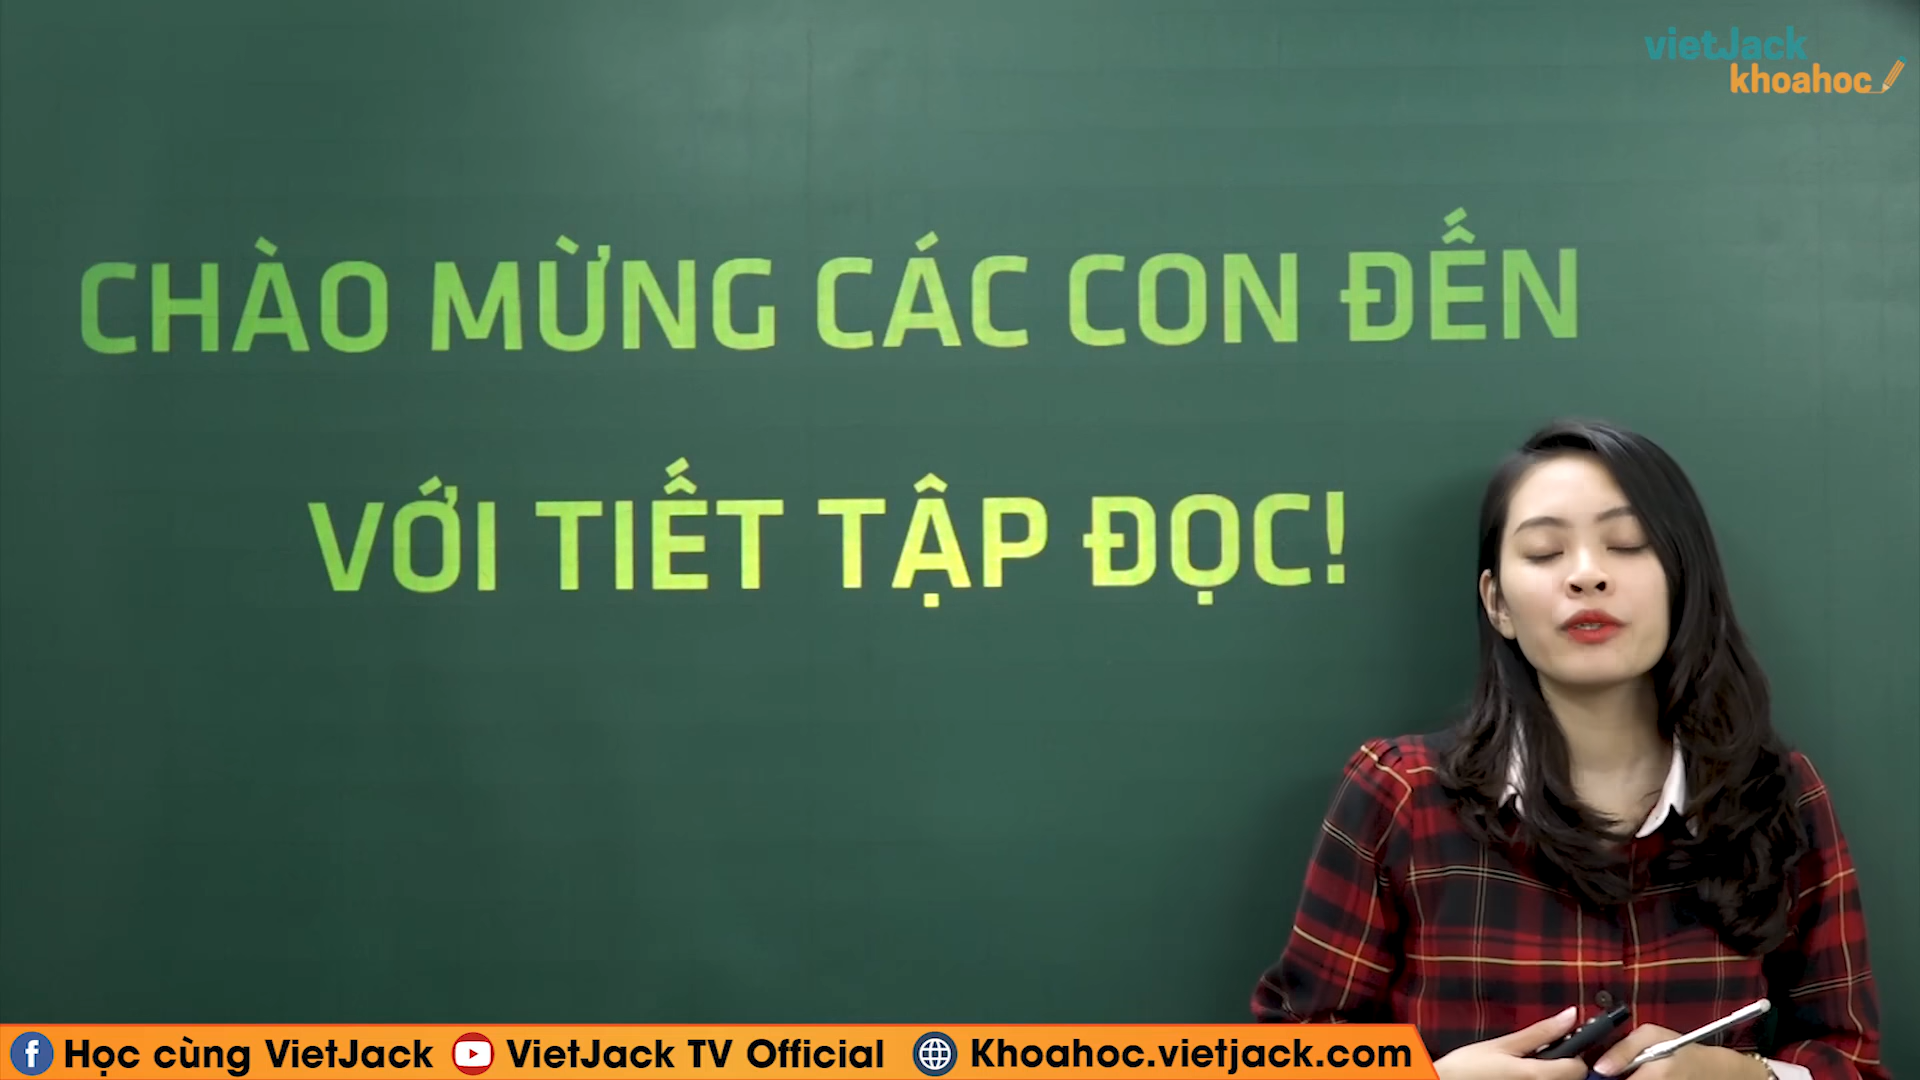 vietJack
khoahoc
CHÀO MỪNG CÁC CON ĐẾN
VỚI TIẾT TẬP ĐỌC!
Học cùng VietJack VietJack TV Official Khoahoc.vietjack.com